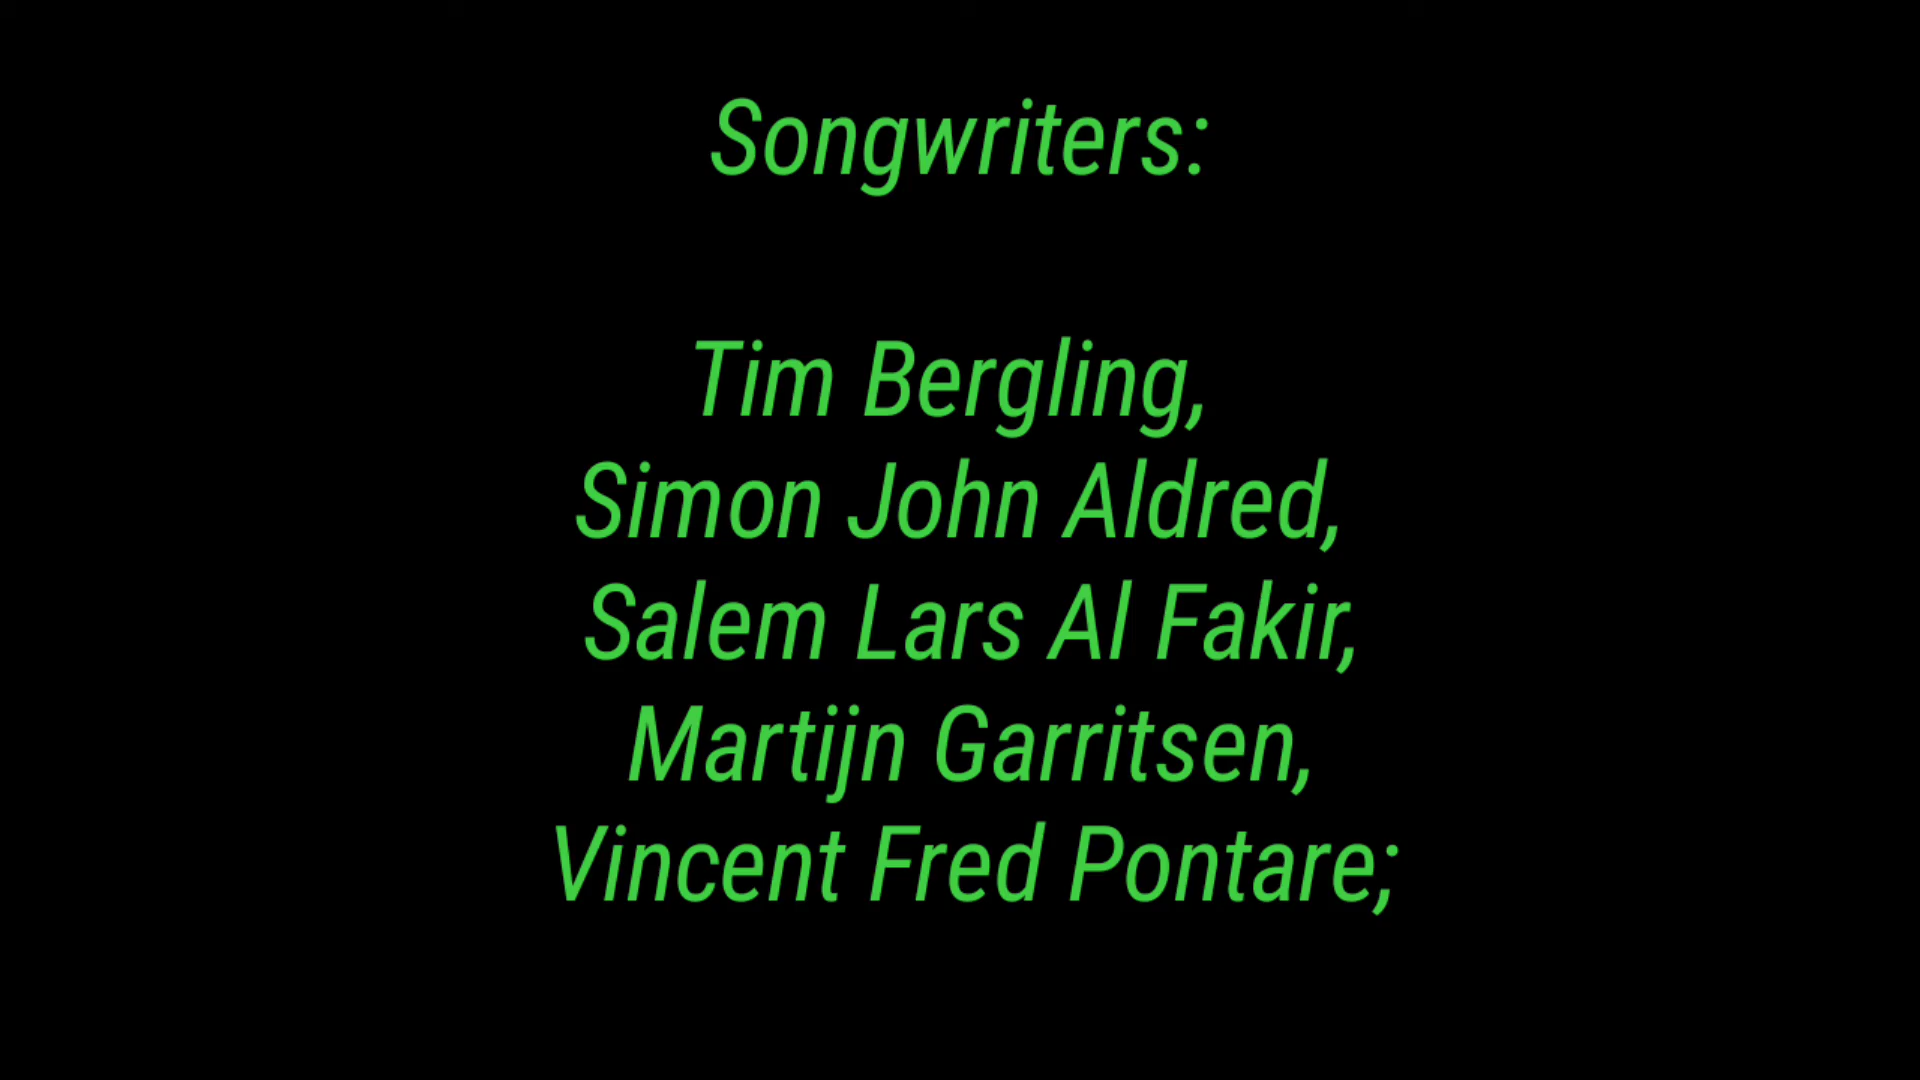 Songwriters:
Tim Bergling,
Simon John Aldred,
Salem Lars Al Fakir,
Martijn Garritsen,
Vincent Fred Pontare;